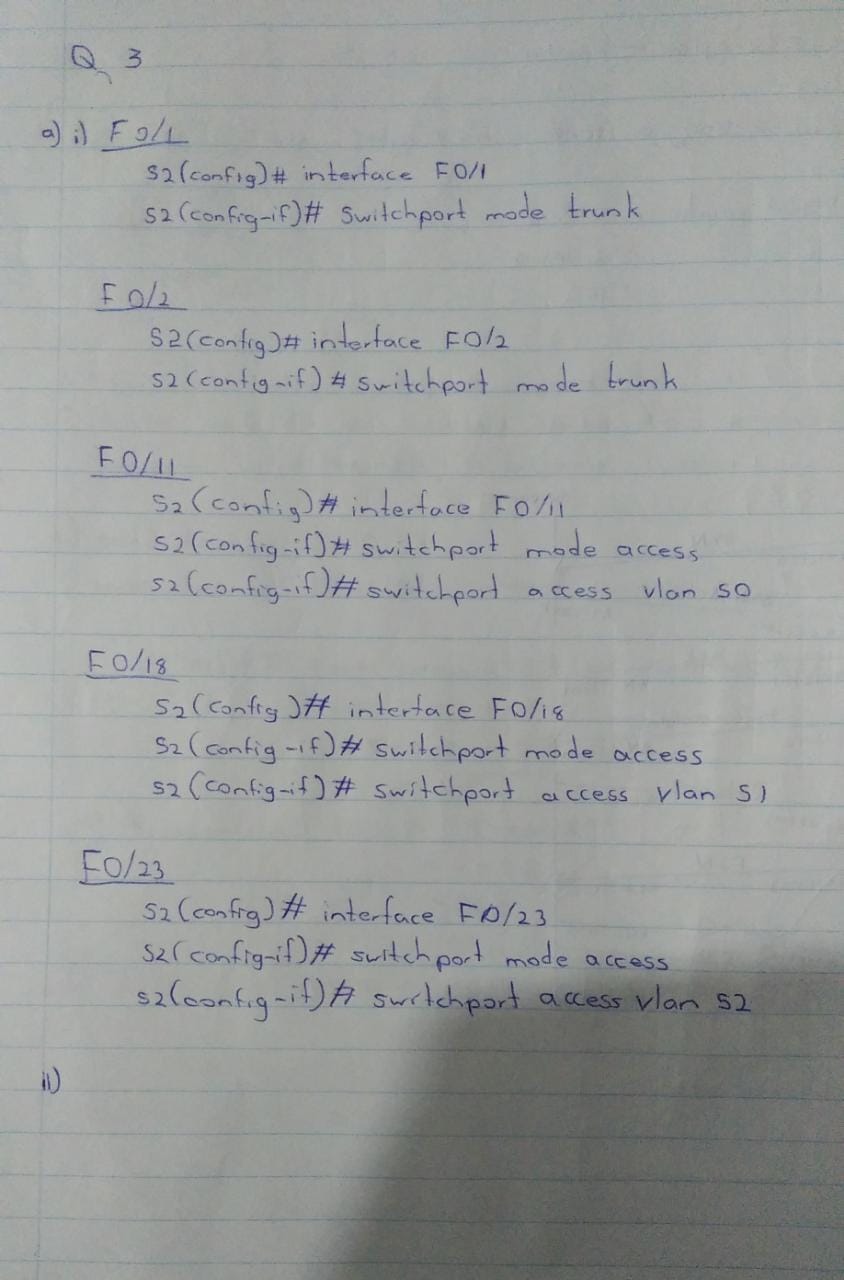 Q 3
a) i) F0/1
S2(config)# interface F0/1
S2(config-if)# switchport mode trunk
F0/2
S2(config)# interface F0/2
S2(config-if)# switchport mode trunk
F0/11
S2(config)# interface F0/11
S2(config-if)# switchport mode access
S2(config-if)# switchport access vlan 50
F0/18
S2(config)# interface F0/18
S2(config-if)# switchport mode access
S2(config-if)# switchport access vlan 51
F0/23
S2(config)# interface F0/23
S2(config-if)# switchport mode access
S2(config-if)# switchport access vlan 52
ii)